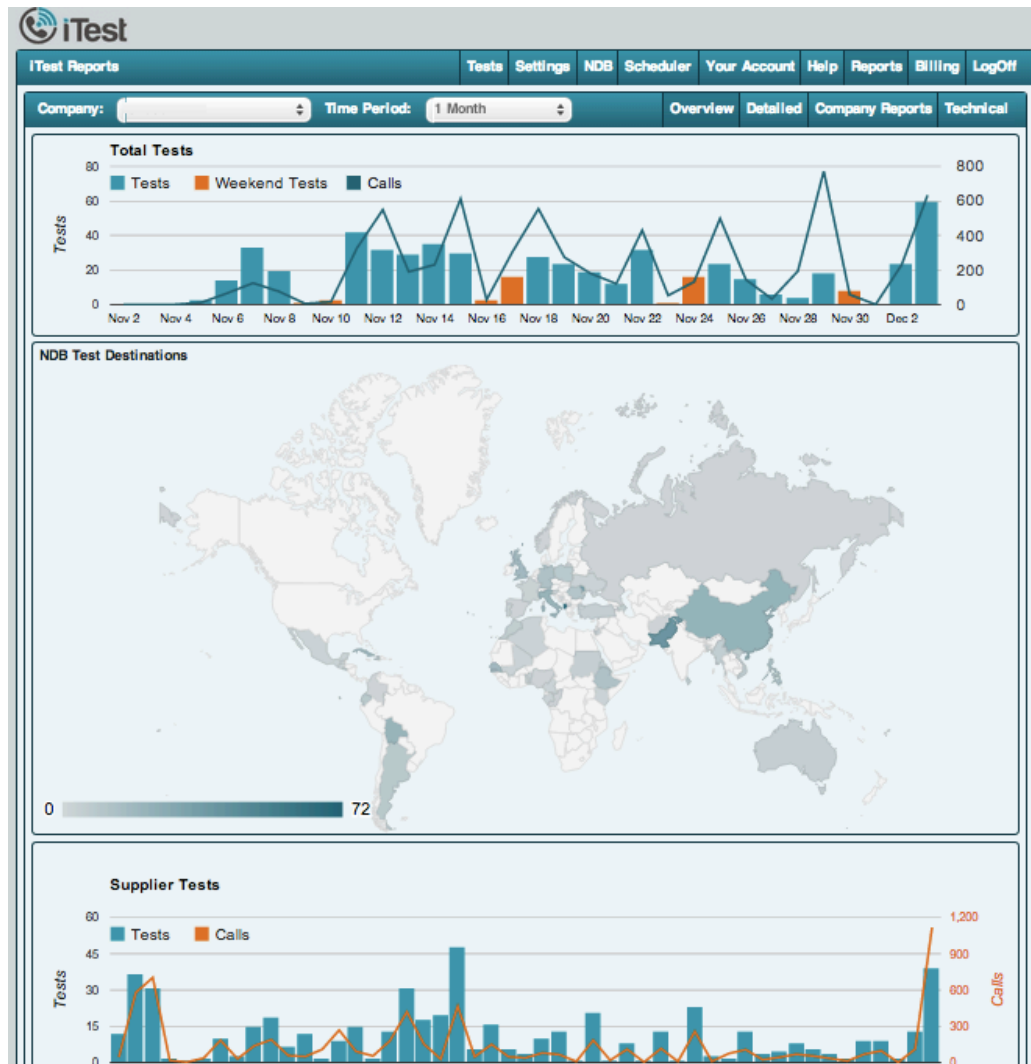 iTest
iTest Reports Tests Settings NDB Scheduler Your Account Help Reports Billing LogOff
Company: Time Period: 1 Month Overview Detailed Company Reports Technical
Total Tests
Tests Weekend Tests Calls
80 800
60 600
Tests
40 400
20 200
0 0
Nov 2 Nov 4 Nov 6 Nov 8 Nov 10 Nov 12 Nov 14 Nov 16 Nov 18 Nov 20 Nov 22 Nov 24 Nov 26 Nov 28 Nov 30 Dec 2
NDB Test Destinations
0 72
Supplier Tests
60 1,200
Tests Calls
45 900
Tests Calls
30 600
15 300
0 0